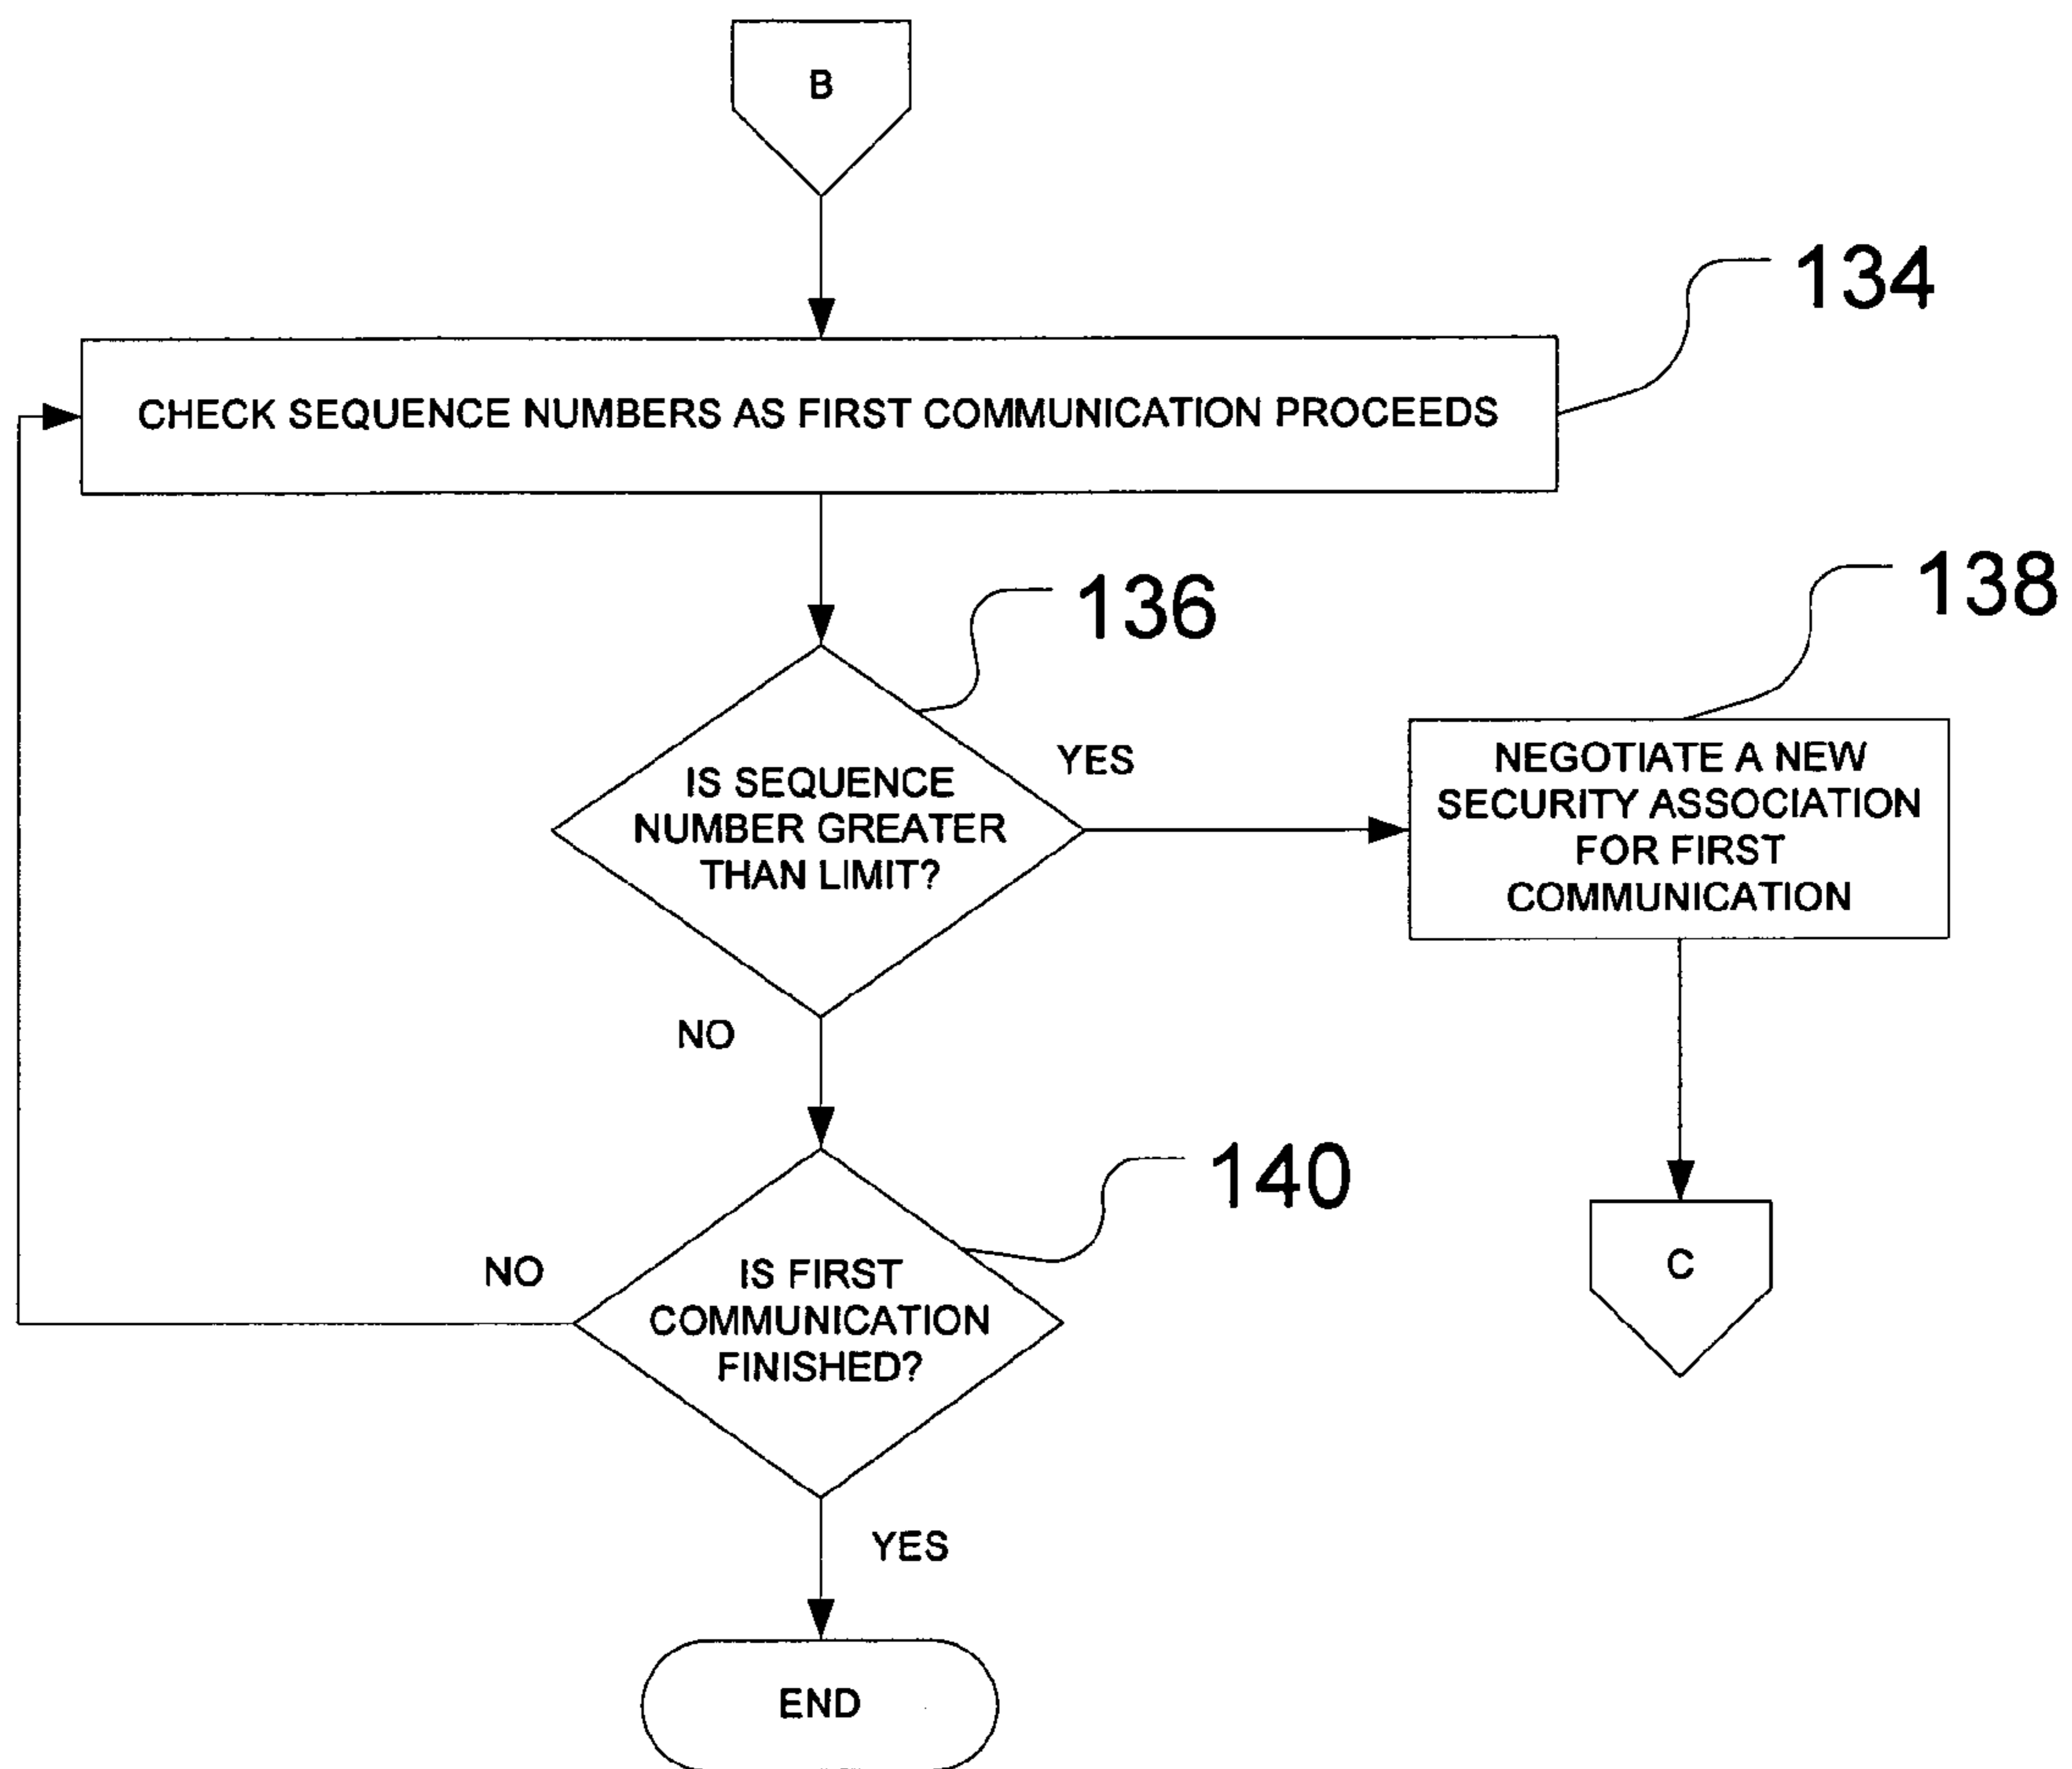 B
134
CHECK SEQUENCE NUMBERS AS FIRST COMMUNICATION PROCEEDS
136
138
IS SEQUENCE
NUMBER GREATER
THAN LIMIT?
YES
NEGOTIATE A NEW
SECURITY ASSOCIATION
FOR FIRST
COMMUNICATION
NO
140
IS FIRST
COMMUNICATION
FINISHED?
NO
C
YES
END